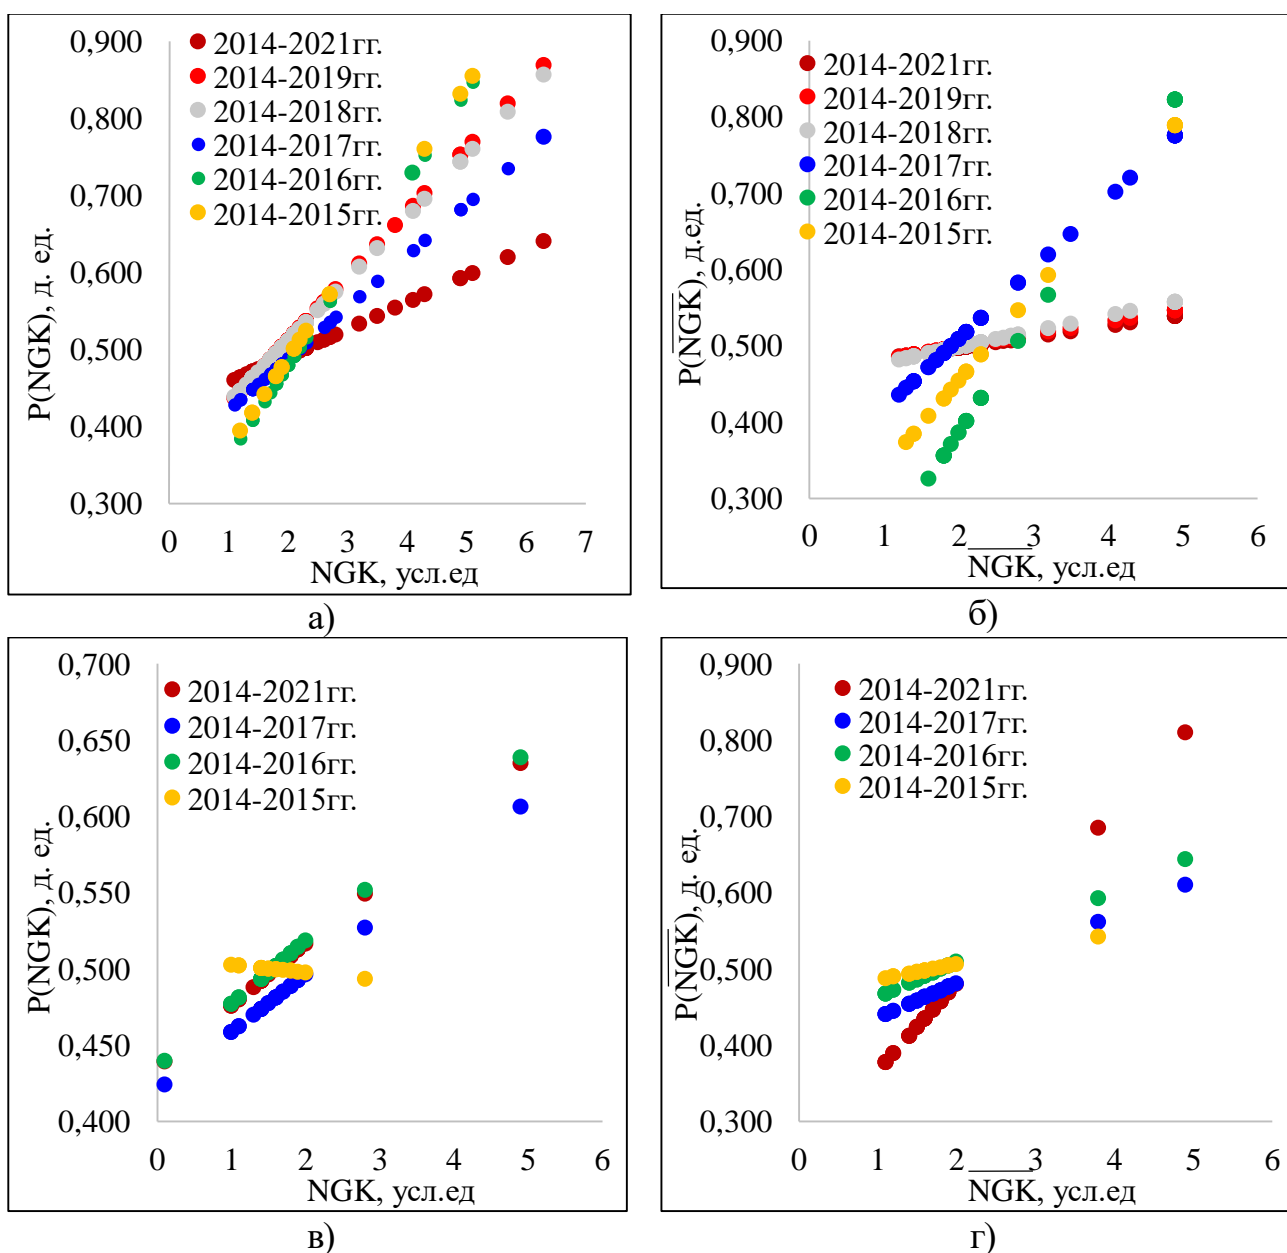 P(NGK), д. ед.
0,900
0,800
0,700
0,600
0,500
0,400
0,300
2014-2021гг.
2014-2019гг.
2014-2018гг.
2014-2017гг.
2014-2016гг.
2014-2015гг.
0 1 2 3 4 5 6 7
NGK, усл.ед
а)
P(N̅G̅K̅), д.ед.
0,900
0,800
0,700
0,600
0,500
0,400
0,300
2014-2021гг.
2014-2019гг.
2014-2018гг.
2014-2017гг.
2014-2016гг.
2014-2015гг.
0 1 2 3 4 5 6
N̅G̅K̅, усл.ед
б)
P(NGK), д. ед.
0,700
0,650
0,600
0,550
0,500
0,450
0,400
2014-2021гг.
2014-2017гг.
2014-2016гг.
2014-2015гг.
0 1 2 3 4 5 6
NGK, усл.ед
в)
P(N̅G̅K̅), д. ед.
0,900
0,800
0,700
0,600
0,500
0,400
0,300
2014-2021гг.
2014-2017гг.
2014-2016гг.
2014-2015гг.
0 1 2 3 4 5 6
N̅G̅K̅, усл.ед
г)